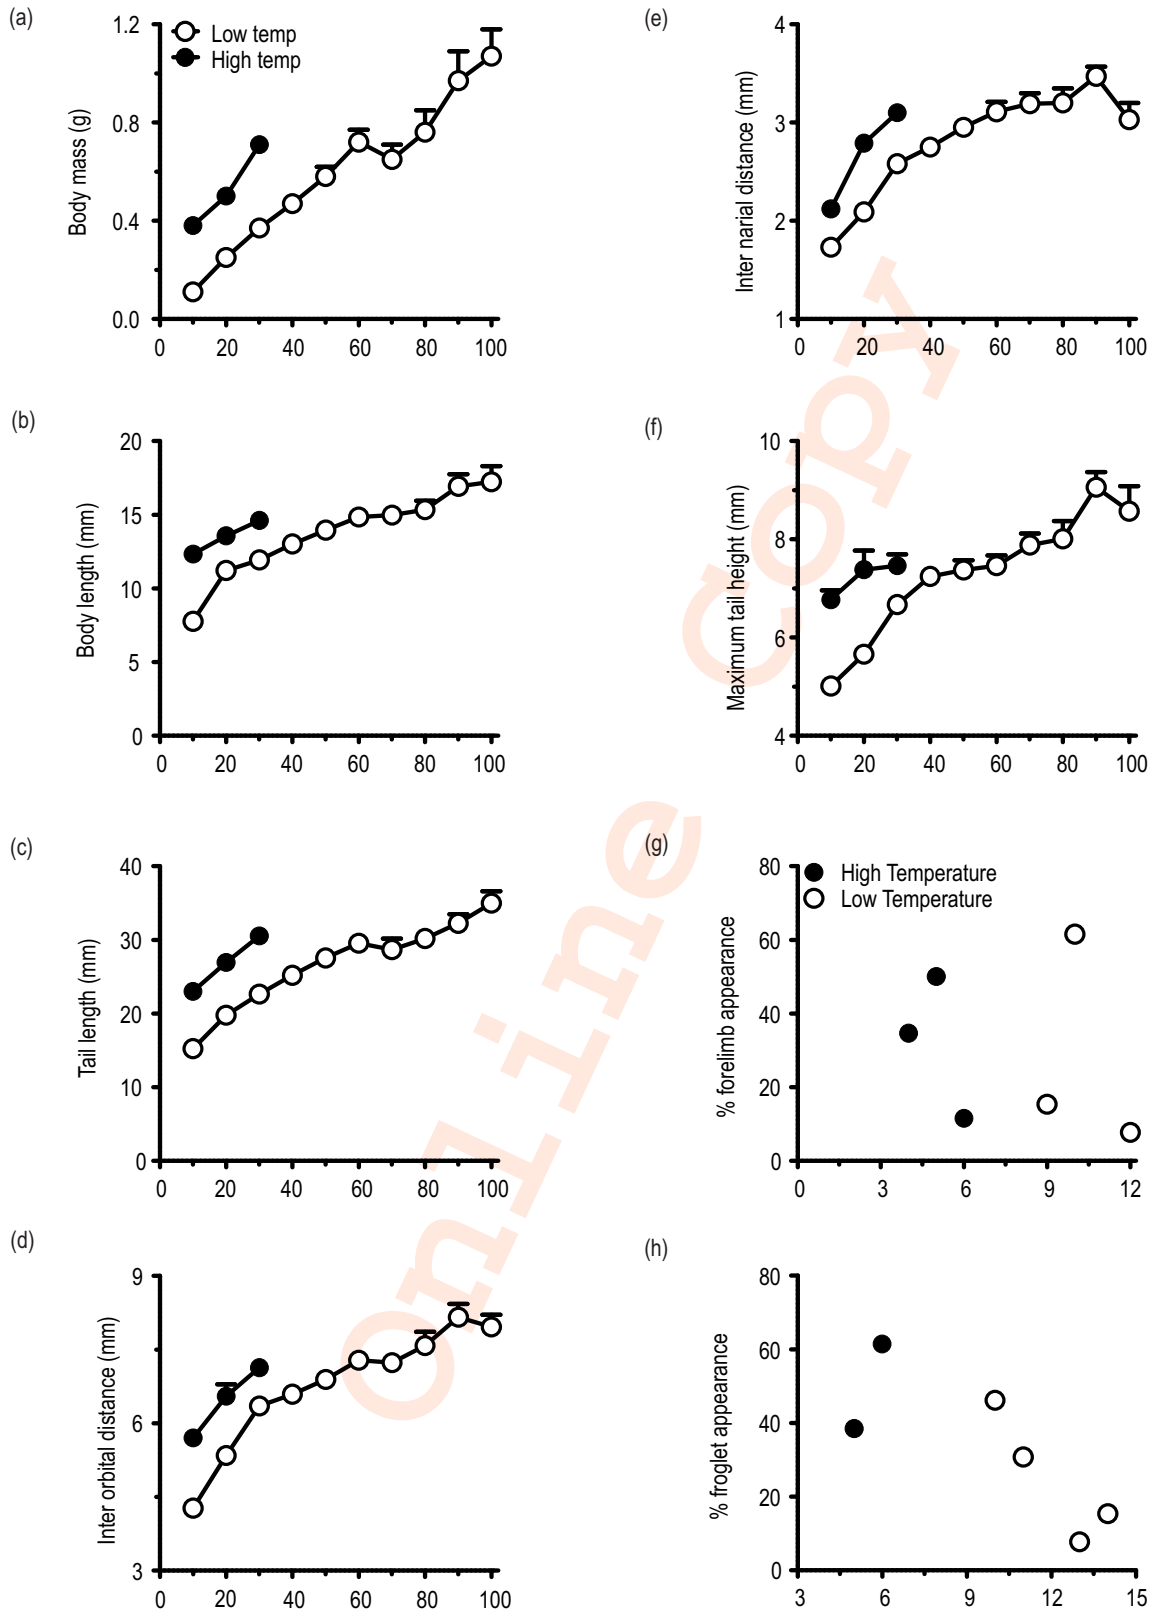 (a)
1.2
0.8
0.4
0.0
Body mass (g)
Low temp
High temp
0 20 40 60 80 100
(b)
20
15
10
5
0
Body length (mm)
0 20 40 60 80 100
(c)
40
30
20
10
0
Tail length (mm)
0 20 40 60 80 100
(d)
9
6
3
Inter orbital distance (mm)
0 20 40 60 80 100
(e)
4
3
2
1
Inter narial distance (mm)
0 20 40 60 80 100
(f)
10
8
6
4
Maximum tail height (mm)
0 20 40 60 80 100
(g)
80
60
40
20
0
% forelimb appearance
High Temperature
Low Temperature
0 3 6 9 12
(h)
80
60
40
20
0
% froglet appearance
3 6 9 12 15
Online Copy